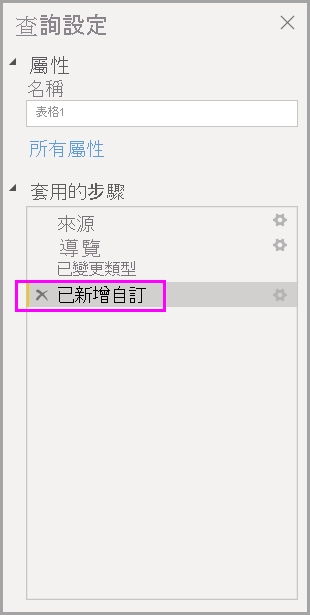 查詢設定
屬性
名稱
表格1
所有屬性
套用的步驟
來源
導覽
已變更類型
已新增自訂